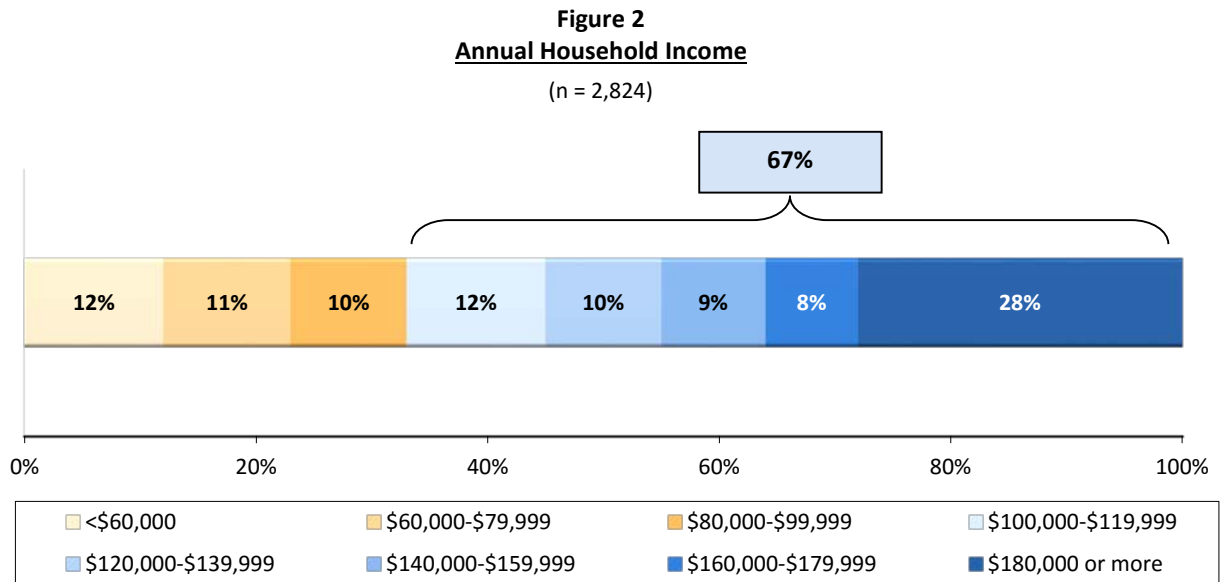 Figure 2
Annual Household Income
(n = 2,824)
67%
12% 11% 10% 12% 10% 9% 8% 28%
0% 20% 40% 60% 80% 100%
<$60,000 $60,000-$79,999 $80,000-$99,999 $100,000-$119,999
$120,000-$139,999 $140,000-$159,999 $160,000-$179,999 $180,000 or more